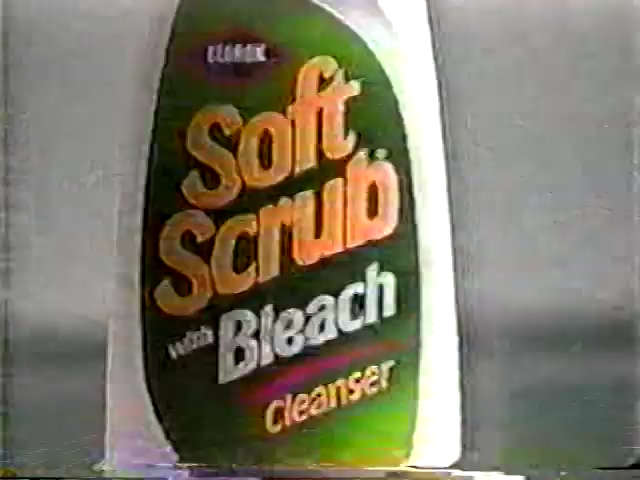 CLOROX
Soft
Scrub
with Bleach
Cleanser